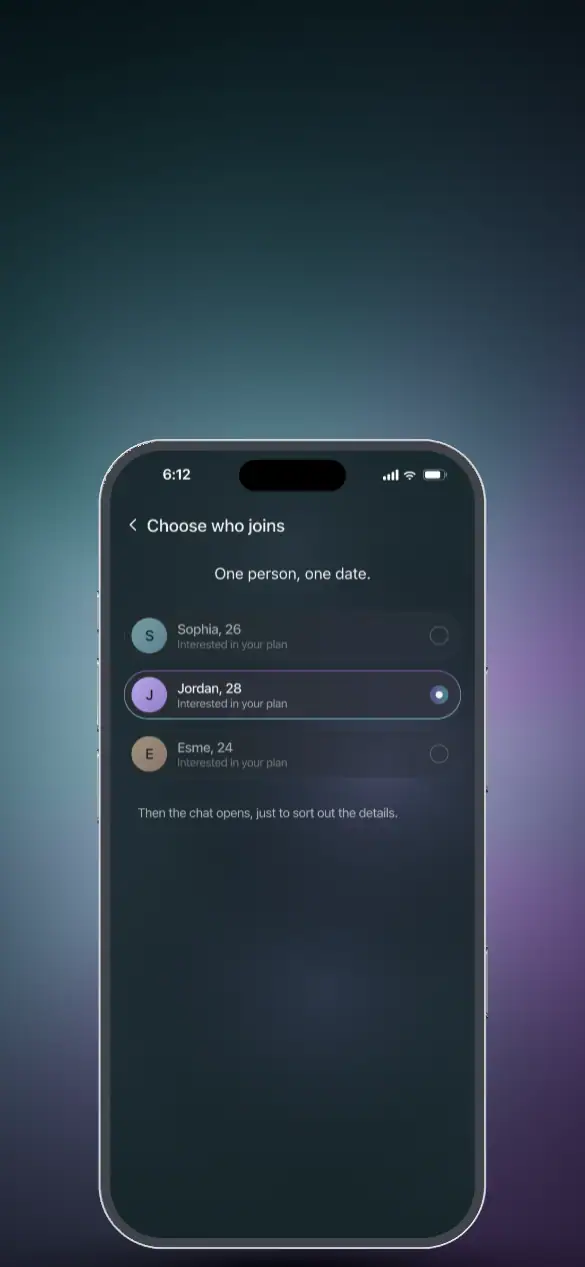 6:12
Choose who joins
One person, one date.
S
Sophia, 26
Interested in your plan
J
Jordan, 28
Interested in your plan
E
Esme, 24
Interested in your plan
Then the chat opens, just to sort out the details.